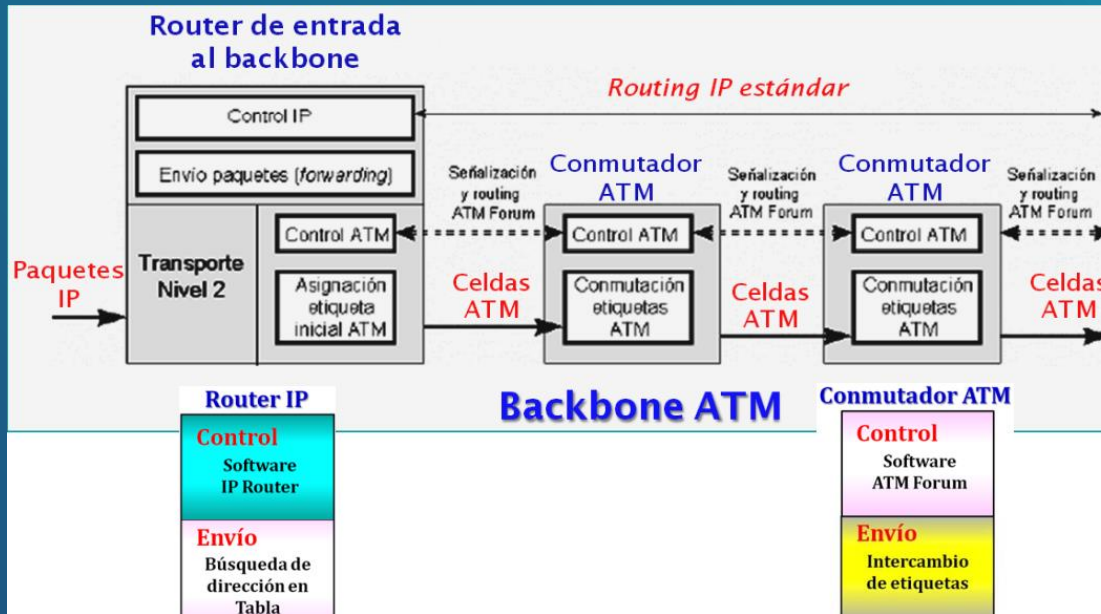 Router de entrada
al backbone
Routing IP estándar
Control IP
Envío paquetes (forwarding)
Señalización
y routing
ATM Forum
Conmutador
ATM
Señalización
y routing
ATM Forum
Conmutador
ATM
Señalización
y routing
ATM Forum
Control ATM
Control ATM
Control ATM
Paquetes
IP
Transporte
Nivel 2
Asignación
etiqueta
inicial ATM
Celdas
ATM
Conmutación
etiquetas
ATM
Celdas
ATM
Conmutación
etiquetas
ATM
Celdas
ATM
Backbone ATM
Router IP
Control
Software
IP Router
Envío
Búsqueda de
dirección en
Tabla
Conmutador ATM
Control
Software
ATM Forum
Envío
Intercambio
de etiquetas